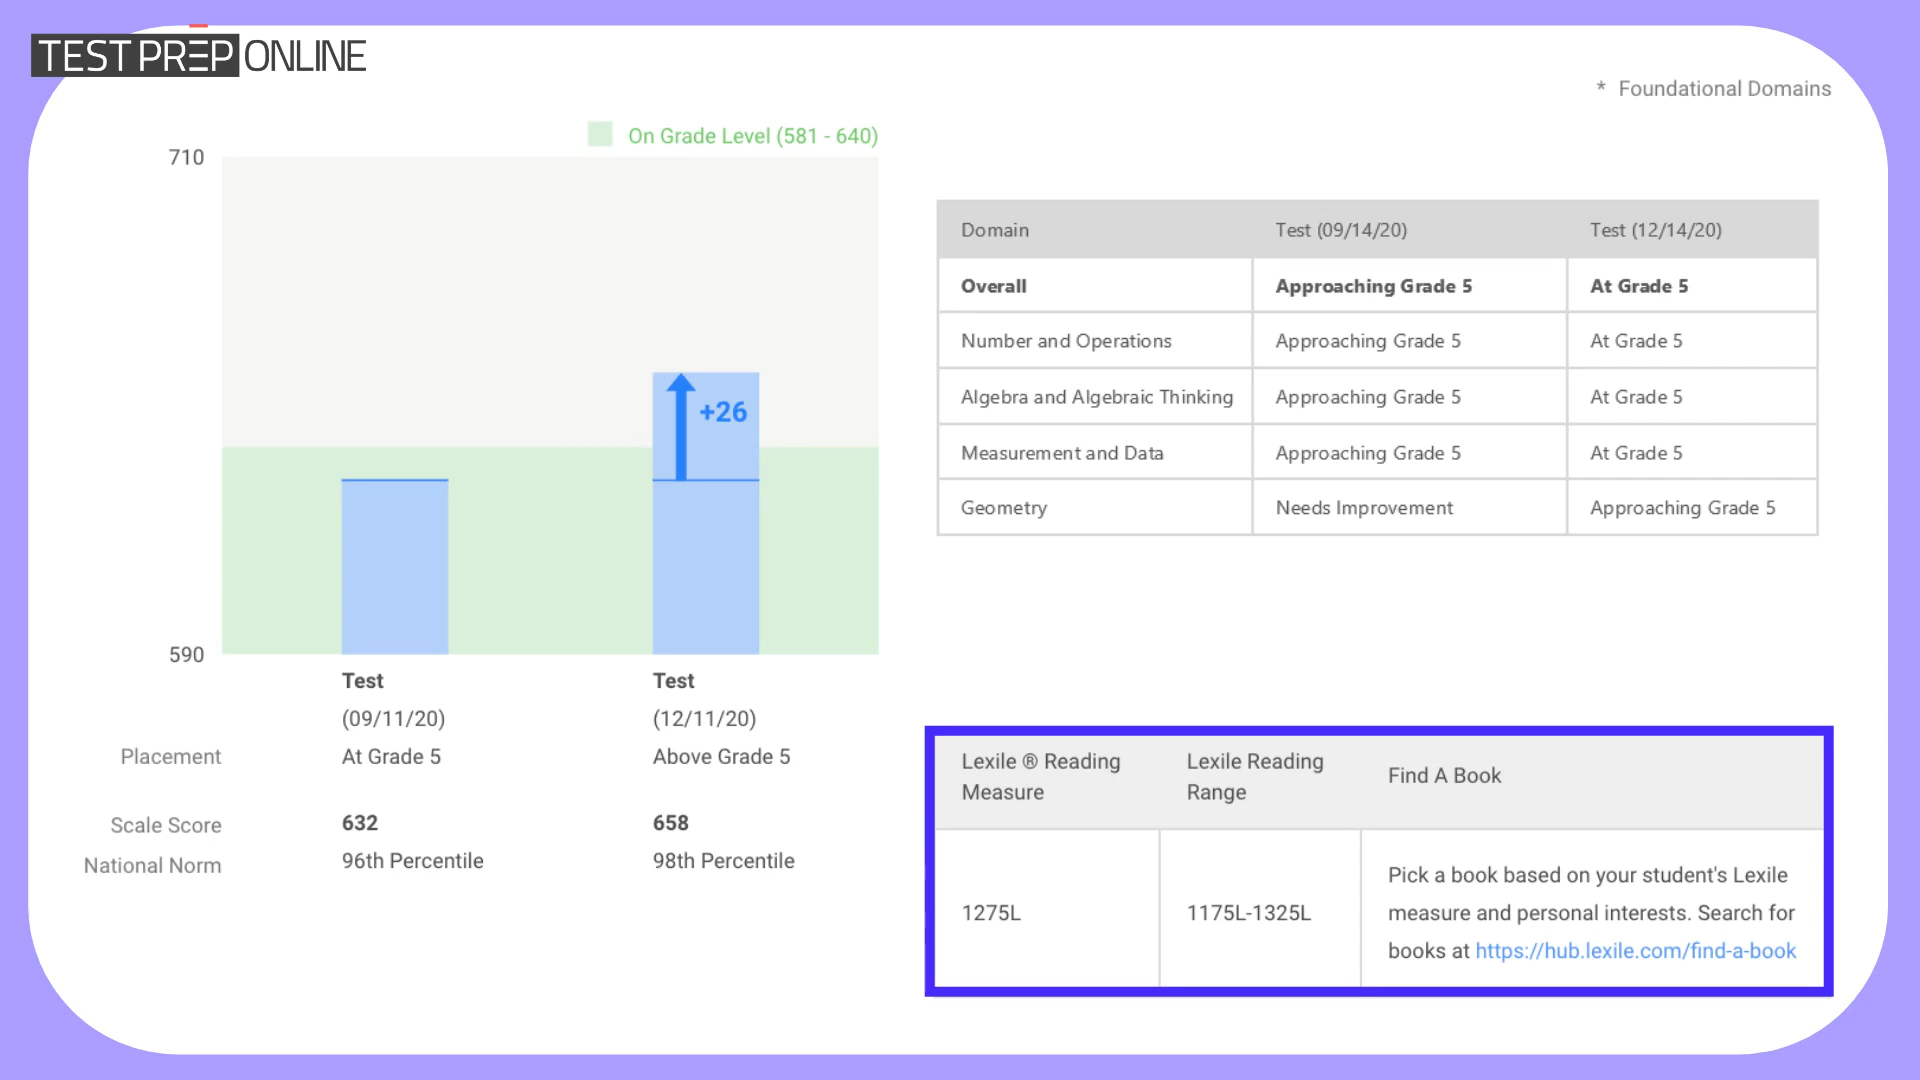 TEST PREP ONLINE
* Foundational Domains
On Grade Level (581 - 640)
710
+26
590
Test Test
(09/11/20) (12/11/20)
Placement At Grade 5 Above Grade 5
Scale Score 632 658
National Norm 96th Percentile 98th Percentile
Domain Test (09/14/20) Test (12/14/20)
Overall Approaching Grade 5 At Grade 5
Number and Operations Approaching Grade 5 At Grade 5
Algebra and Algebraic Thinking Approaching Grade 5 At Grade 5
Measurement and Data Approaching Grade 5 At Grade 5
Geometry Needs Improvement Approaching Grade 5
Lexile ® Reading
Measure
Lexile Reading
Range
Find A Book
1275L
1175L-1325L
Pick a book based on your student's Lexile
measure and personal interests. Search for
books at https://hub.lexile.com/find-a-book